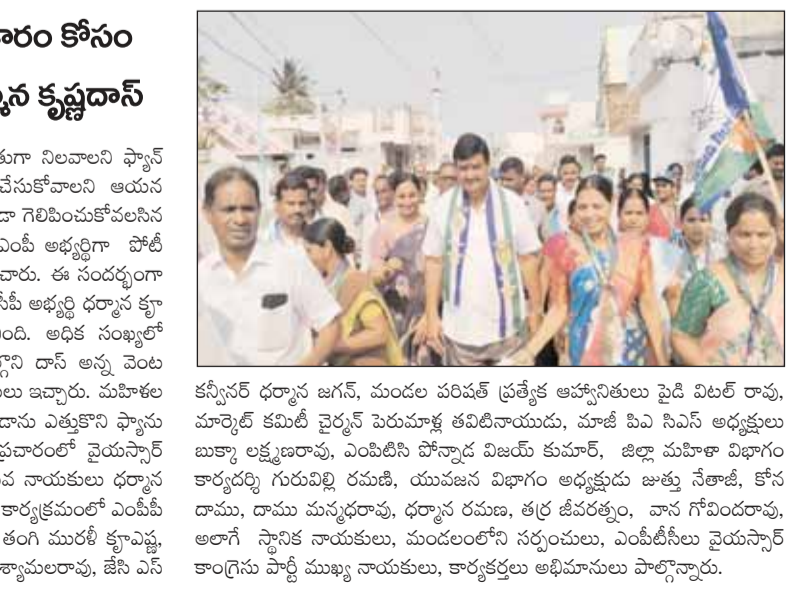 కోసం
కృష్ణదాస్
నిలవాలని ఫ్యాన్
చేసుకోవాలని ఆయన
గెలిపించుకోవలసిన
ఎంపీ అభ్యర్థిగా పోటీ
ఈ సందర్భంగా
అభ్యర్థి ధర్మాన కృ
అధిక సంఖ్యలో
దాస్ అన్న వెంట
ఇచ్చారు. మహిళల
ఎత్తుకొని ఫ్యాను
ప్రచారంలో వైయస్సార్
నాయకులు ధర్మాన
కార్యక్రమంలో ఎంపీపీ
తంగి మురళీ కృఎష్ణ,
శ్యామలరావు, జేసి ఎస్
కన్వీనర్ ధర్మాన జగన్, మండల పరిషత్ ప్రత్యేక ఆహ్వానితులు పైడి విటల్ రావు,
మార్కెట్ కమిటీ చైర్మన్ పెరుమాళ్ల తవిటినాయుడు, మాజీ పిఎ సిఎస్ అధ్యక్షులు
బుక్కా లక్ష్మణరావు, ఎంపిటిసి పోన్నాడ విజయ్ కుమార్, జిల్లా మహిళా విభాగం
కార్యదర్శి గురువిల్లి రమణి, యువజన విభాగం అధ్యక్షుడు జుత్తు నేతాజీ, కోన
దాము, దాము మన్మధరావు, ధర్మాన రమణ, తర్ర జీవరత్నం, వాన గోవిందరావు,
అలాగే స్థానిక నాయకులు, మండలంలోని సర్పంచులు, ఎంపీటీసీలు వైయస్సార్
కాంగ్రెసు పార్టీ ముఖ్య నాయకులు, కార్యకర్తలు అభిమానులు పాల్గొన్నారు.